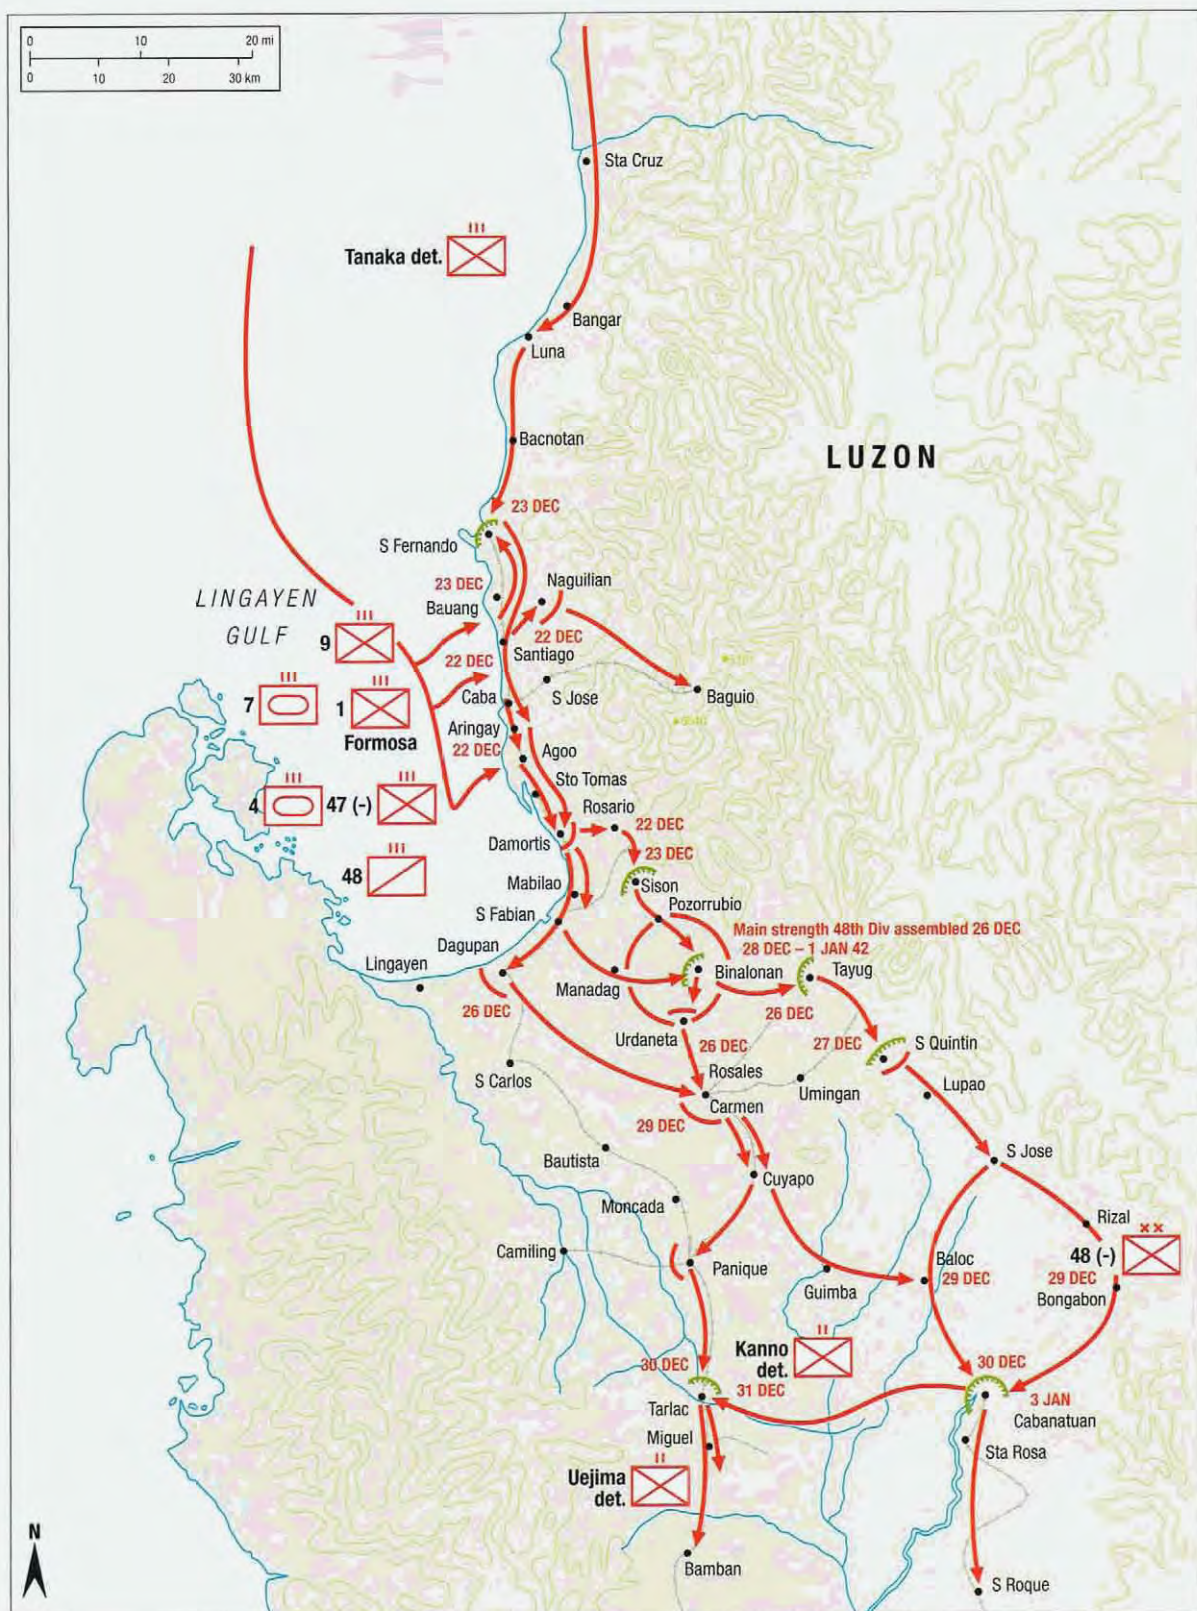 0 10 20 mi
0 10 20 30 km
Sta Cruz
Tanaka det.
Bangar
Luna
Bacnotan
LUZON
23 DEC
S Fernando
23 DEC
Bauang
Naguilian
LINGAYEN
GULF
9
22 DEC
Santiago
22 DEC
S Jose
Baguio
7
1
Formosa
Caba
Aringay
22 DEC
Agoo
Sto Tomas
4
47 (-)
Rosario
22 DEC
Damortis
23 DEC
48
Mabilao
Sison
S Fabian
Pozorrubio
Main strength 48th Div assembled 26 DEC
28 DEC – 1 JAN 42
Dagupan
Lingayen
Manadag
Binalonan
Tayug
26 DEC
26 DEC
Urdaneta
26 DEC
27 DEC
S Quintin
S Carlos
Rosales
Umingan
Lupao
Carmen
29 DEC
Bautista
S Jose
Cuyapo
Moncada
Rizal
Camiling
Panique
Baloc
48 (-)
29 DEC
29 DEC
Guimba
Bongabon
Kanno
det.
30 DEC
31 DEC
30 DEC
3 JAN
Tarlac
Cabanatuan
Miguel
Sta Rosa
Uejima
det.
N
Bamban
S Roque